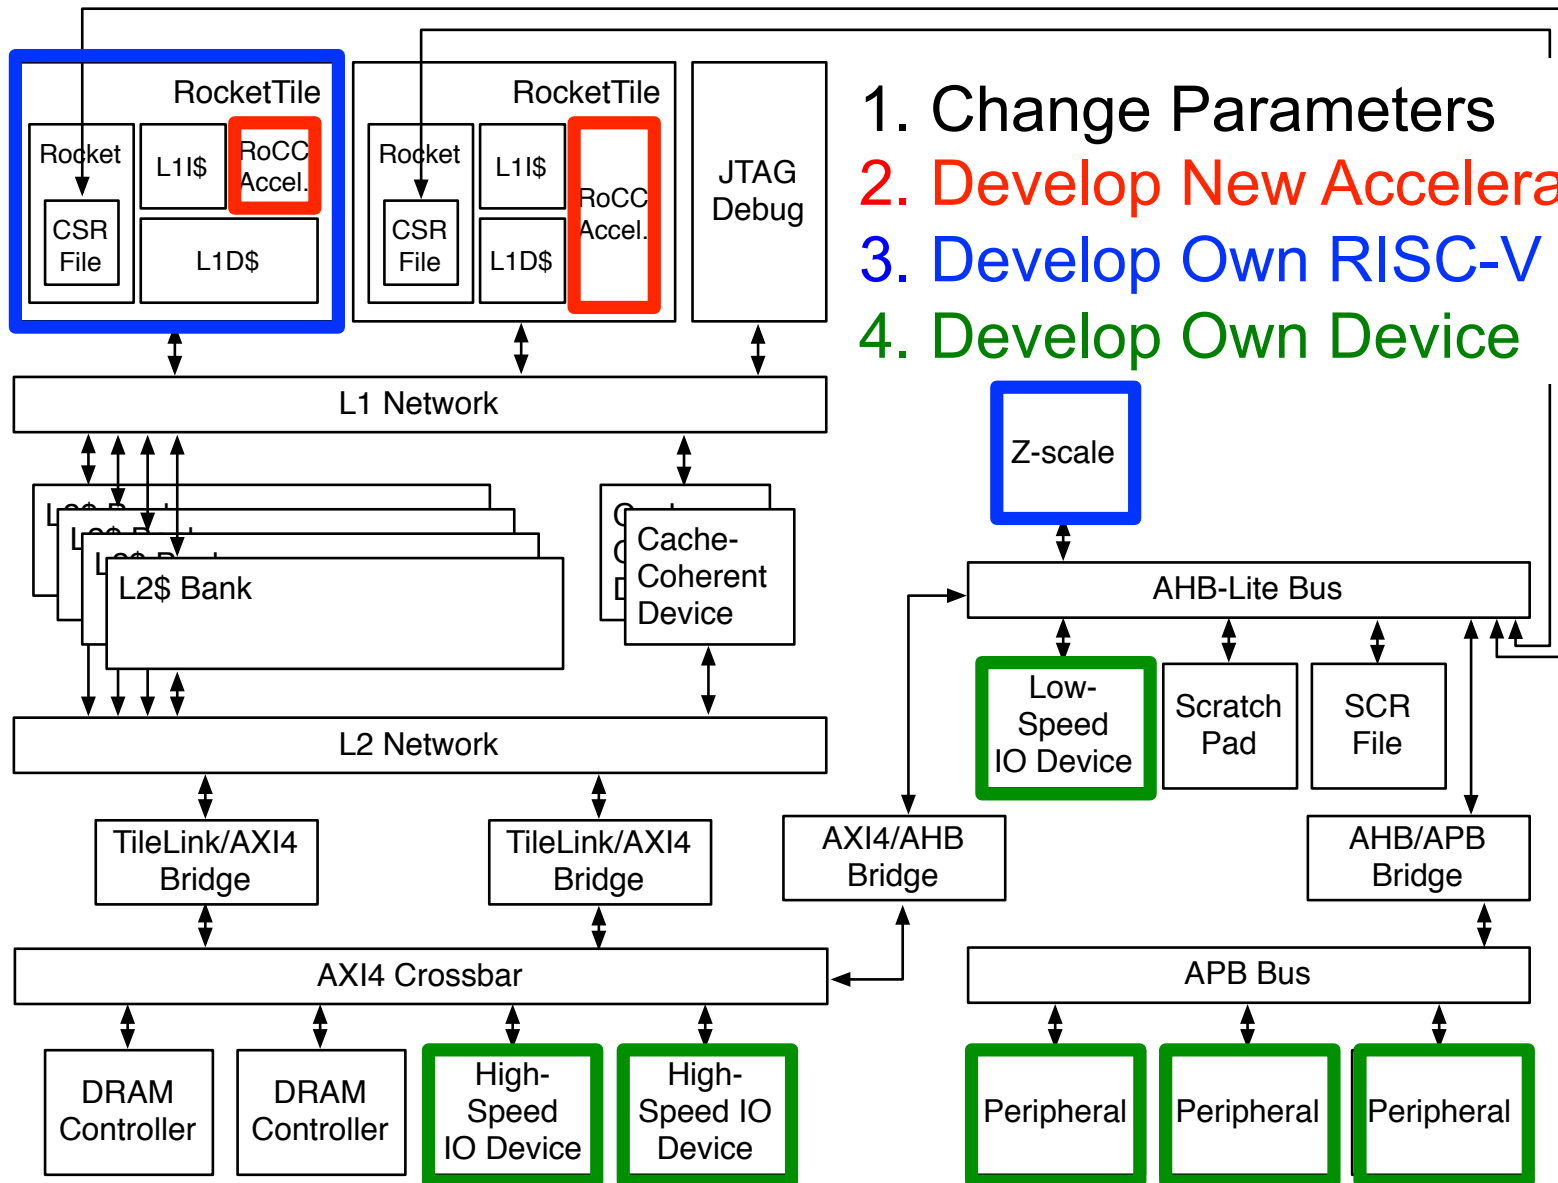 RocketTile
Rocket
L1I$
RoCC
Accel.
CSR
File
L1D$
RocketTile
Rocket
L1I$
RoCC
Accel.
CSR
File
L1D$
JTAG
Debug
1. Change Parameters
2. Develop New Accelera
3. Develop Own RISC-V
4. Develop Own Device
L1 Network
Z-scale
L2$ Bank
Cache-
Coherent
Device
AHB-Lite Bus
Low-
Speed
IO Device
Scratch
Pad
SCR
File
L2 Network
TileLink/AXI4
Bridge
TileLink/AXI4
Bridge
AXI4/AHB
Bridge
AHB/APB
Bridge
AXI4 Crossbar
APB Bus
DRAM
Controller
DRAM
Controller
High-
Speed
IO Device
High-
Speed IO
Device
Peripheral
Peripheral
Peripheral